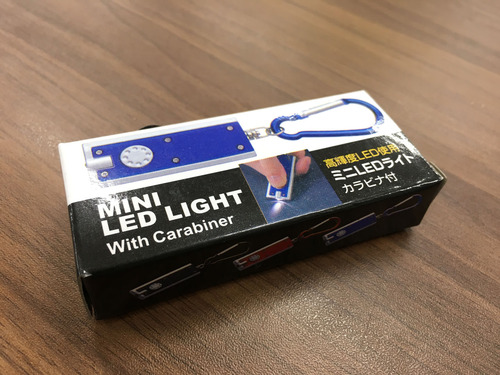 MINI
LED LIGHT
With Carabiner
高輝度LED使用
ミニLEDライト
カラビナ付